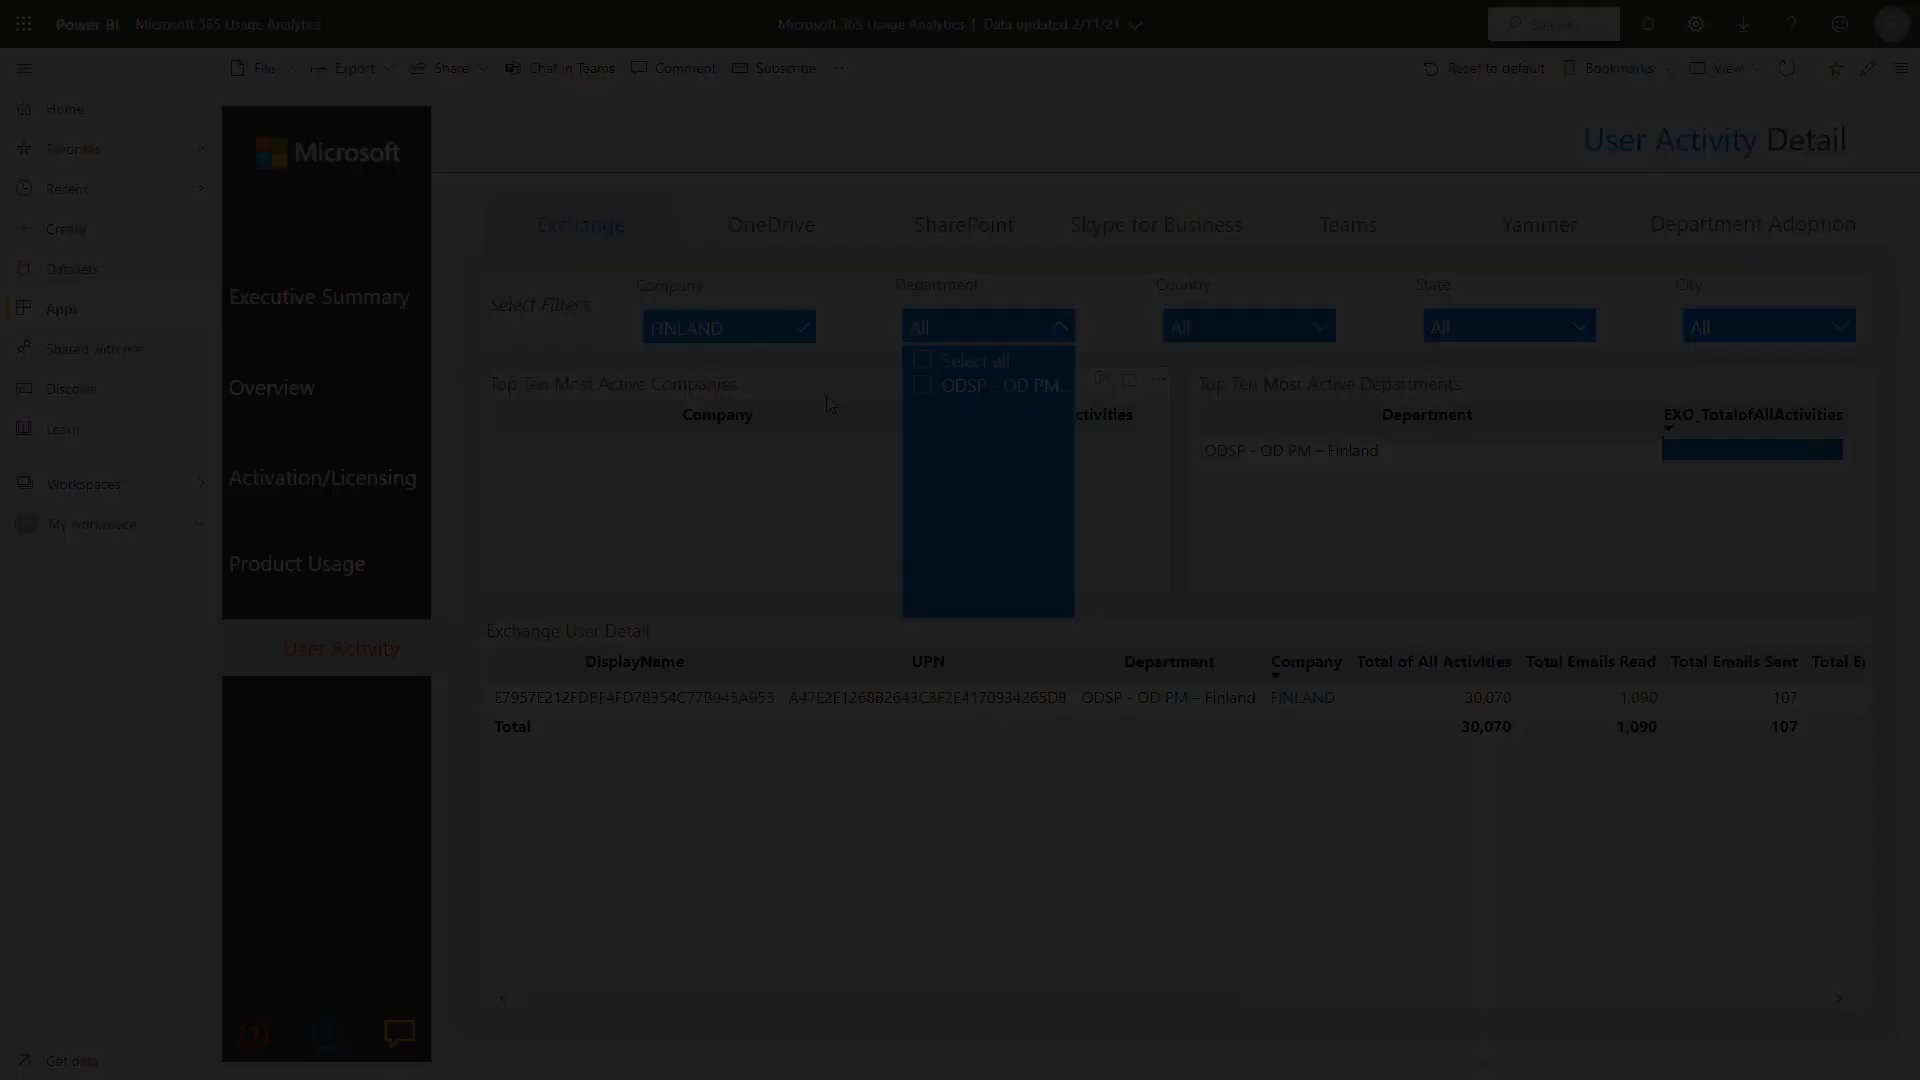 Power BI Microsoft 365 Usage Analytics
Microsoft 365 Usage Analytics | Data updated 2/11/21
Search
File Export Share Chat in Teams Comment Subscribe ...
Reset to default Bookmarks View
Home
Favorites
Recent
Create
Datasets
Apps
Shared with me
Discover
Learn
Workspaces
My workspace
Get data
Microsoft
Executive Summary
Overview
Activation/Licensing
Product Usage
User Activity
User Activity Detail
Exchange OneDrive SharePoint Skype for Business Teams Yammer Department Adoption
Select Filters:
Company Department Country State City
FINLAND All All All All
Select all
ODSP - OD PM...
Top Ten Most Active Companies
Company ctivities
Top Ten Most Active Departments
Department EXO_TotalofAllActivities
ODSP - OD PM – Finland
Exchange User Detail
DisplayName UPN Department Company Total of All Activities Total Emails Read Total Emails Sent
ODSP - OD PM – Finland FINLAND 30,070 1,090 107
Total 30,070 1,090 107